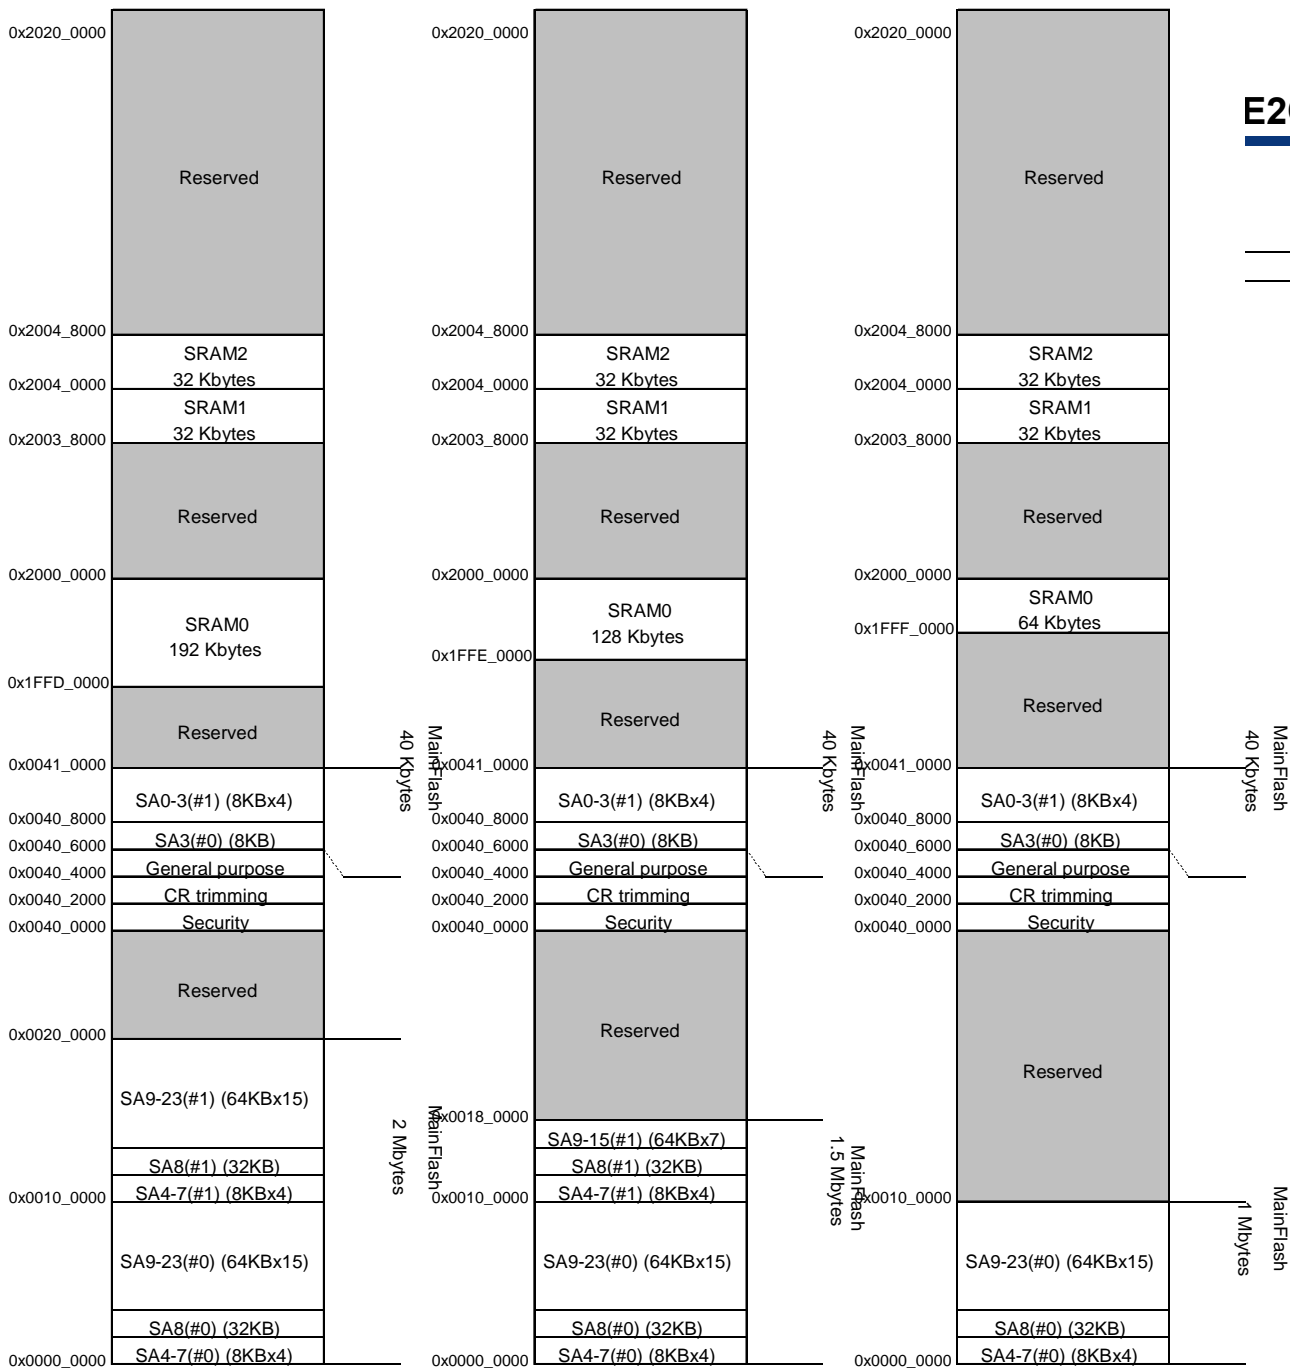 0x2020_0000
Reserved
0x2004_8000
SRAM2
32 Kbytes
0x2004_0000
SRAM1
32 Kbytes
0x2003_8000
Reserved
0x2000_0000
SRAM0
192 Kbytes
0x1FFD_0000
Reserved
0x0041_0000
SA0-3(#1) (8KBx4)
0x0040_8000
SA3(#0) (8KB)
0x0040_6000
General purpose
0x0040_4000
CR trimming
0x0040_2000
Security
0x0040_0000
Reserved
0x0020_0000
SA9-23(#1) (64KBx15)
SA8(#1) (32KB)
SA4-7(#1) (8KBx4)
0x0010_0000
SA9-23(#0) (64KBx15)
SA8(#0) (32KB)
SA4-7(#0) (8KBx4)
0x0000_0000
MainFlash
40 Kbytes
MainFlash
2 Mbytes
0x2020_0000
Reserved
0x2004_8000
SRAM2
32 Kbytes
0x2004_0000
SRAM1
32 Kbytes
0x2003_8000
Reserved
0x2000_0000
SRAM0
128 Kbytes
0x1FFE_0000
Reserved
0x0041_0000
SA0-3(#1) (8KBx4)
0x0040_8000
SA3(#0) (8KB)
0x0040_6000
General purpose
0x0040_4000
CR trimming
0x0040_2000
Security
0x0040_0000
Reserved
0x0018_0000
SA9-15(#1) (64KBx7)
SA8(#1) (32KB)
SA4-7(#1) (8KBx4)
0x0010_0000
SA9-23(#0) (64KBx15)
SA8(#0) (32KB)
SA4-7(#0) (8KBx4)
0x0000_0000
MainFlash
40 Kbytes
MainFlash
1.5 Mbytes
0x2020_0000
Reserved
0x2004_8000
SRAM2
32 Kbytes
0x2004_0000
SRAM1
32 Kbytes
0x2003_8000
Reserved
0x2000_0000
SRAM0
64 Kbytes
0x1FFF_0000
Reserved
0x0041_0000
SA0-3(#1) (8KBx4)
0x0040_8000
SA3(#0) (8KB)
0x0040_6000
General purpose
0x0040_4000
CR trimming
0x0040_2000
Security
0x0040_0000
Reserved
0x0010_0000
SA9-23(#0) (64KBx15)
SA8(#0) (32KB)
SA4-7(#0) (8KBx4)
0x0000_0000
MainFlash
40 Kbytes
MainFlash
1 Mbytes